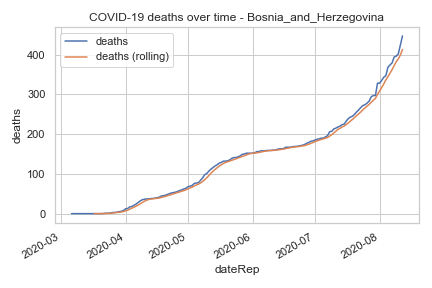 COVID-19 deaths over time - Bosnia_and_Herzegovina
deaths
deaths (rolling)
deaths
400
300
200
100
0
2020-03
2020-04
2020-05
2020-06
2020-07
2020-08
dateRep